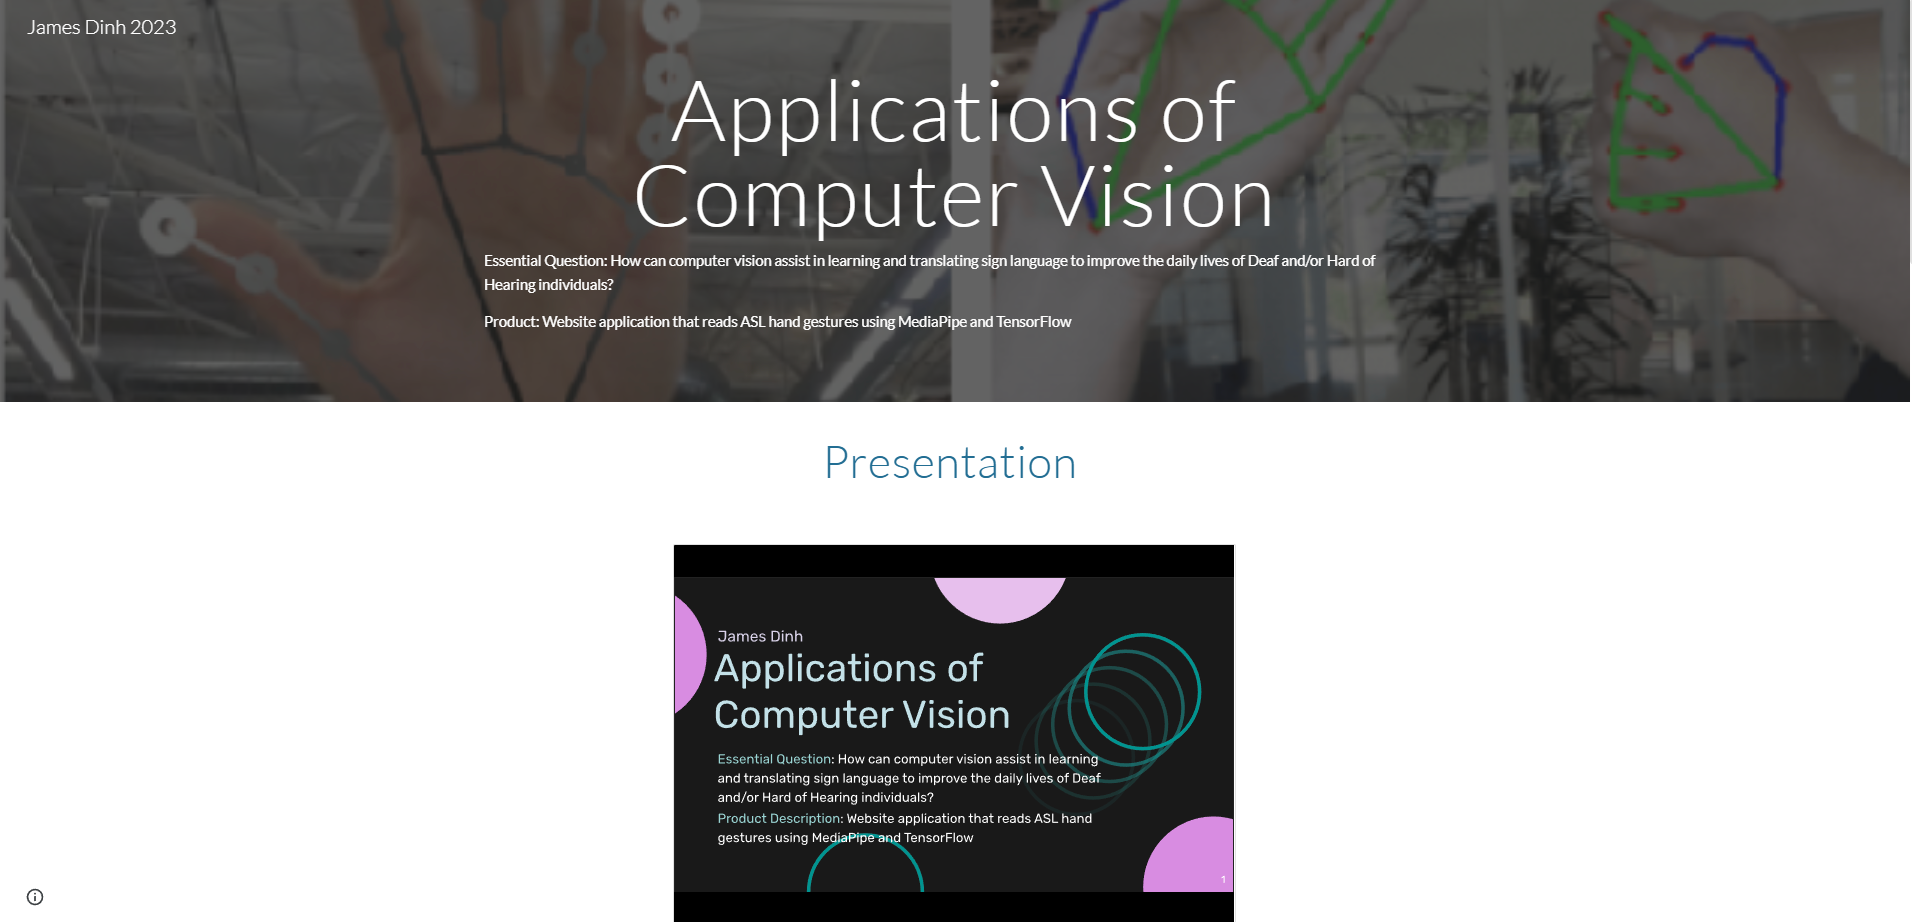 James Dinh 2023
Applications of
Computer Vision
Essential Question: How can computer vision assist in learning and translating sign language to improve the daily lives of Deaf and/or Hard of
Hearing individuals?
Product: Website application that reads ASL hand gestures using MediaPipe and TensorFlow
Presentation
James Dinh
Applications of
Computer Vision
Essential Question: How can computer vision assist in learning
and translating sign language to improve the daily lives of Deaf
and/or Hard of Hearing individuals?
Product Description: Website application that reads ASL hand
gestures using MediaPipe and TensorFlow
1